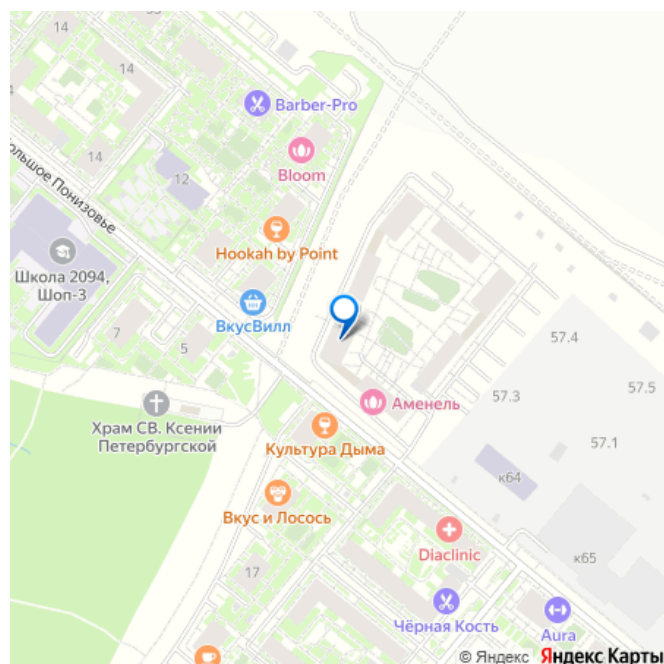 14
14
14
Barber-Pro
Bloom
12
ольшое Понизовье
Hookah by Point
Школа 2094,
Шоп-3
ВкусВилл
7
5
57.4
57.5
57.3
57.1
Аменель
Храм СВ. Ксении
Петербургской
Культура Дыма
к64
Вкус и Лосось
Diaclinic
к65
17
Чёрная Кость
Aura
© Яндекс Яндекс Карты